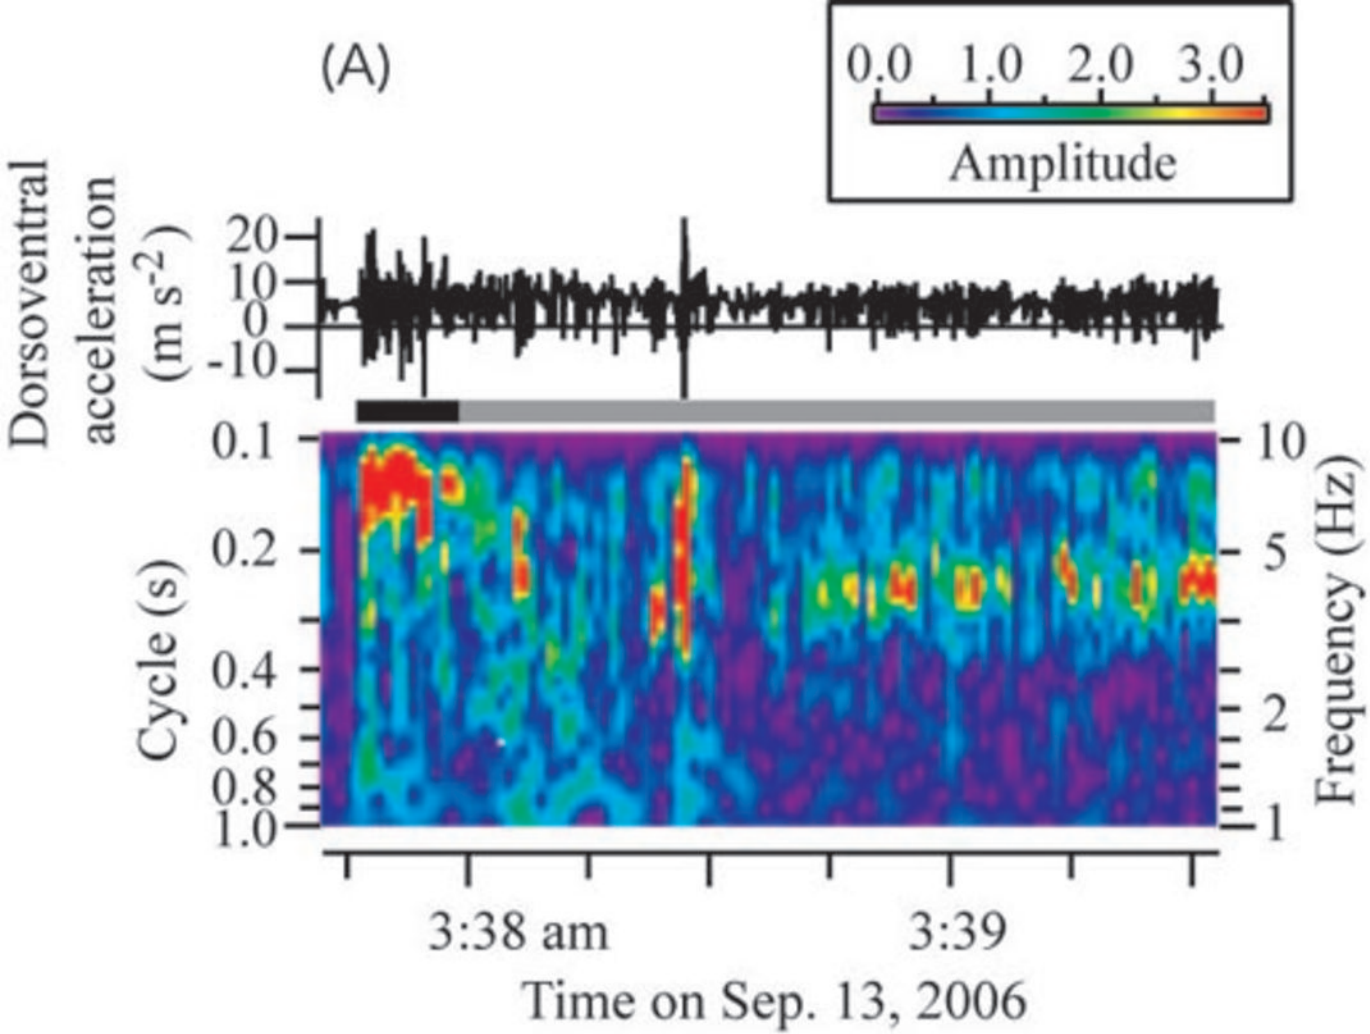 (A)
0.0 1.0 2.0 3.0
Amplitude
Dorsoventral
acceleration
(m s-2)
20
10
0
-10
0.1
0.2
0.4
0.6
0.8
1.0
Cycle (s)
10
5
2
1
Frequency (Hz)
3:38 am 3:39
Time on Sep. 13, 2006